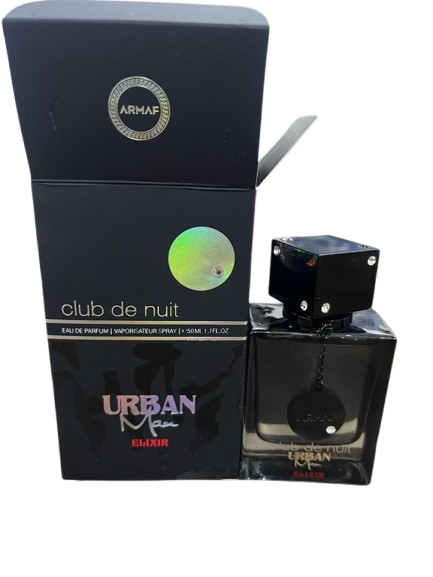 ARMAF
club de nuit
EAU DE PARFUM | VAPORISATEUR SPRAY | ℮ 50ML 1.7FL.OZ
URBAN
Man
ELIXIR
ARMAF
club de nuit
URBAN
Man
ELIXIR